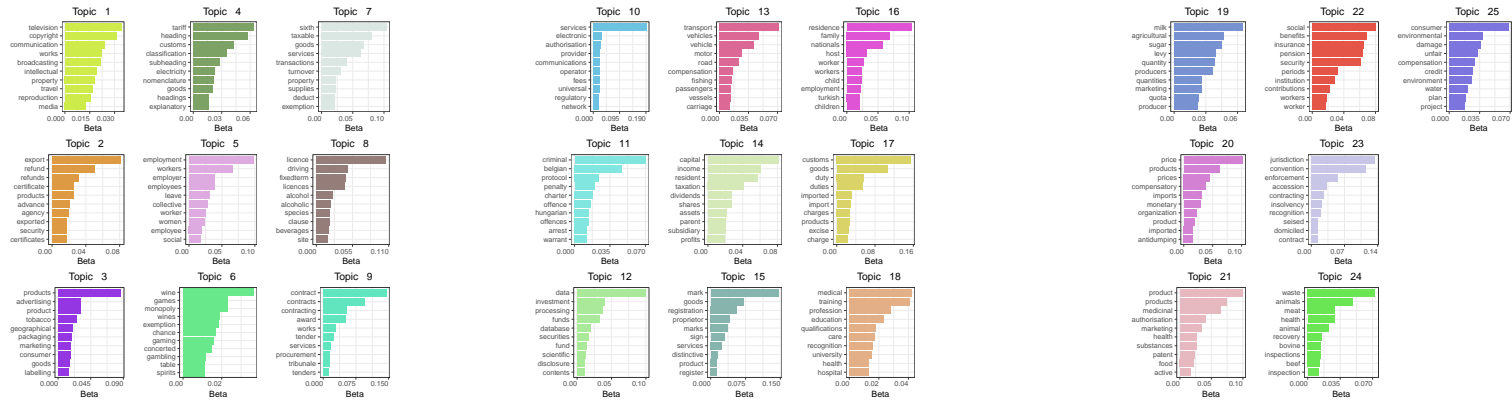 Topic 1
television
copyright
communication
works
broadcasting
intellectual
property
travel
reproduction
media
0.000 0.015 0.030
Beta
Topic 4
tariff
heading
customs
classification
subheading
electricity
nomenclature
goods
headings
explanatory
0.00 0.03 0.06
Beta
Topic 7
sixth
taxable
goods
services
transactions
turnover
property
supplies
deduct
exemption
0.000 0.05 0.10
Beta
Topic 2
export
refund
refunds
certificate
products
advance
agency
exported
security
certificates
0.00 0.04 0.08
Beta
Topic 5
employment
workers
employer
employees
leave
collective
worker
women
employee
social
0.00 0.05 0.10
Beta
Topic 8
licence
driving
fixedterm
licences
alcohol
alcoholic
species
clause
beverages
site
0.000 0.055 0.110
Beta
Topic 3
products
advertising
product
tobacco
geographical
packaging
marketing
consumer
goods
labelling
0.000 0.045 0.090
Beta
Topic 6
wine
games
monopoly
wines
exemption
chance
gaming
concerted
gambling
table
spirits
0.00 0.02
Beta
Topic 9
contract
contracts
contracting
award
works
tender
services
procurement
tribunale
tenders
0.000 0.075 0.150
Beta
Topic 10
services
electronic
authorisation
provider
communications
operator
fees
universal
regulatory
network
0.000 0.095 0.190
Beta
Topic 13
transport
vehicles
vehicle
motor
road
compensation
fishing
passengers
vessels
carriage
0.000 0.035 0.070
Beta
Topic 16
residence
family
nationals
host
worker
workers
child
employment
turkish
children
0.00 0.05 0.10
Beta
Topic 11
criminal
belgian
protocol
penalty
charter
offence
hungarian
offences
arrest
warrant
0.000 0.035 0.070
Beta
Topic 14
capital
income
resident
taxation
dividends
shares
assets
parent
subsidiary
profits
0.00 0.04 0.08
Beta
Topic 17
customs
goods
duty
duties
imported
import
charges
products
excise
charge
0.00 0.08 0.16
Beta
Topic 12
data
investment
processing
funds
database
securities
fund
scientific
disclosure
contents
0.00 0.05 0.10
Beta
Topic 15
mark
goods
registration
proprietor
marks
sign
services
distinctive
product
register
0.000 0.075 0.150
Beta
Topic 18
medical
training
profession
education
qualifications
care
recognition
university
health
hospital
0.00 0.02 0.04
Beta
Topic 19
milk
agricultural
sugar
levy
quantity
producers
quantities
marketing
quota
producer
0.00 0.03 0.06
Beta
Topic 22
social
benefits
insurance
pension
security
periods
institution
contributions
workers
worker
0.00 0.04 0.08
Beta
Topic 25
consumer
environmental
damage
unfair
compensation
credit
environment
water
plan
project
0.000 0.035 0.070
Beta
Topic 20
price
products
prices
compensatory
imports
monetary
organization
product
imported
antidumping
0.00 0.05 0.10
Beta
Topic 23
jurisdiction
convention
enforcement
accession
contracting
insolvency
recognition
seised
domiciled
contract
0.00 0.07 0.14
Beta
Topic 21
product
products
medicinal
authorisation
marketing
health
substances
patent
food
active
0.00 0.05 0.10
Beta
Topic 24
waste
animals
meat
health
animal
recovery
bovine
inspections
beef
inspection
0.000 0.035 0.070
Beta